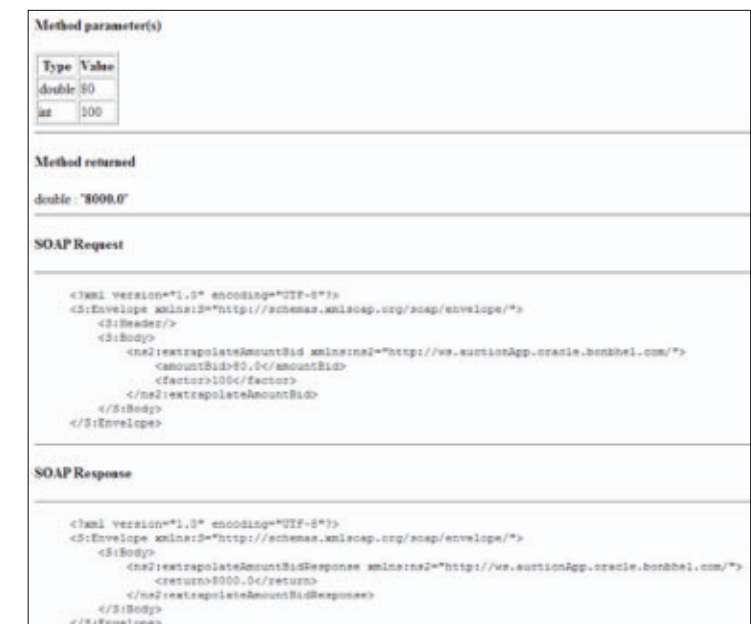 Method parameter(s)
Type Value
double 80
int 100
Method returned
double : "8000.0"
SOAP Request
<?xml version="1.0" encoding="UTF-8"?>
<S:Envelope xmlns:S="http://schemas.xmlsoap.org/soap/envelope/">
<S:Header/>
<S:Body>
<ns2:extrapolateAmountBid xmlns:ns2="http://ws.auctionApp.oracle.bonbhel.com/">
<amountBid>80.0</amountBid>
<factor>100</factor>
</ns2:extrapolateAmountBid>
</S:Body>
</S:Envelope>
SOAP Response
<?xml version="1.0" encoding="UTF-8"?>
<S:Envelope xmlns:S="http://schemas.xmlsoap.org/soap/envelope/">
<S:Body>
<ns2:extrapolateAmountBidResponse xmlns:ns2="http://ws.auctionApp.oracle.bonbhel.com/">
<return>8000.0</return>
</ns2:extrapolateAmountBidResponse>
</S:Body>
</S:Envelope>